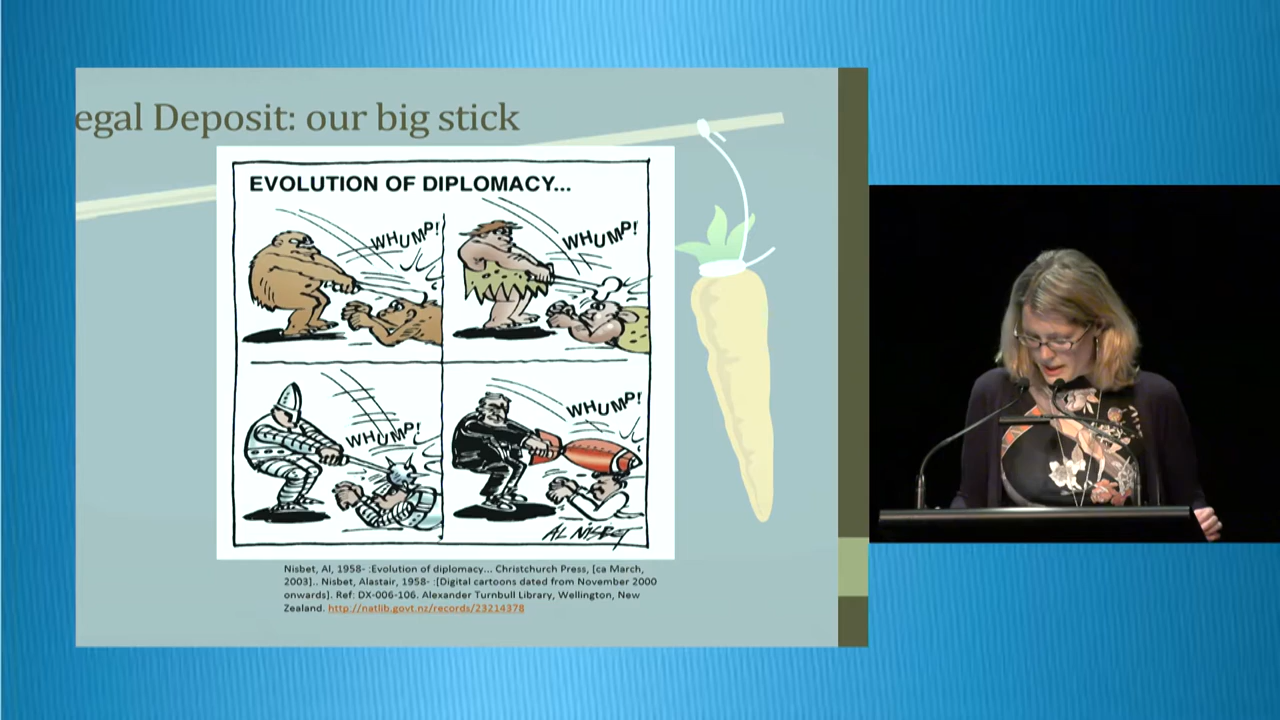 egal Deposit: our big stick
EVOLUTION OF DIPLOMACY...
WHUMP!
WHUMP!
WHUMP!
WHUMP!
AL NISBET
Nisbet, Al, 1958- :Evolution of diplomacy... Christchurch Press, [ca March,
2003].. Nisbet, Alastair, 1958- :[Digital cartoons dated from November 2000
onwards]. Ref: DX-006-106. Alexander Turnbull Library, Wellington, New
Zealand. http://natlib.govt.nz/records/23214378